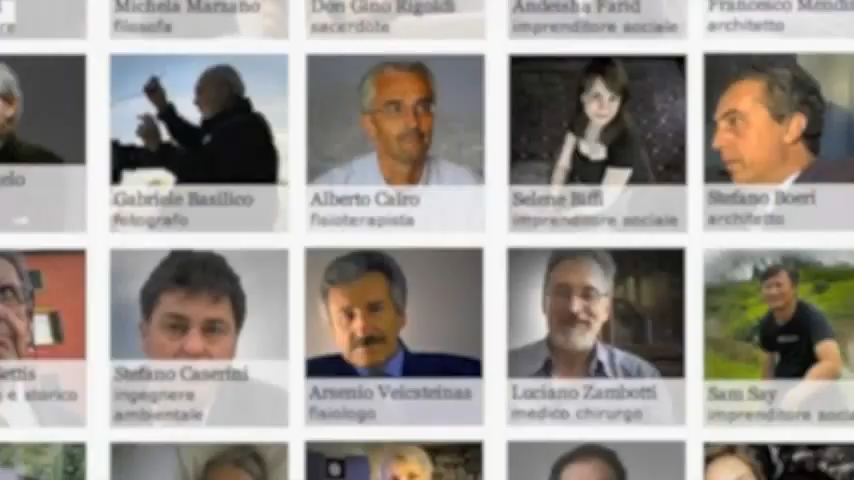 Michela Marzano
filosofa
Don Gino Rigoldi
sacerdote
Andeisha Farid
imprenditore sociale
Francesco
architetto
Gabriele Basilico
fotografo
Alberto Cairo
fisioterapista
Selene Biffi
imprenditore sociale
Stefano Boeri
architetto
Settis
e storico
Stefano Caserini
ingegnere
ambientale
Arsenio Veicsteinas
fisiologo
Luciano Zambotti
medico chirurgo
Sam Say
imprenditore